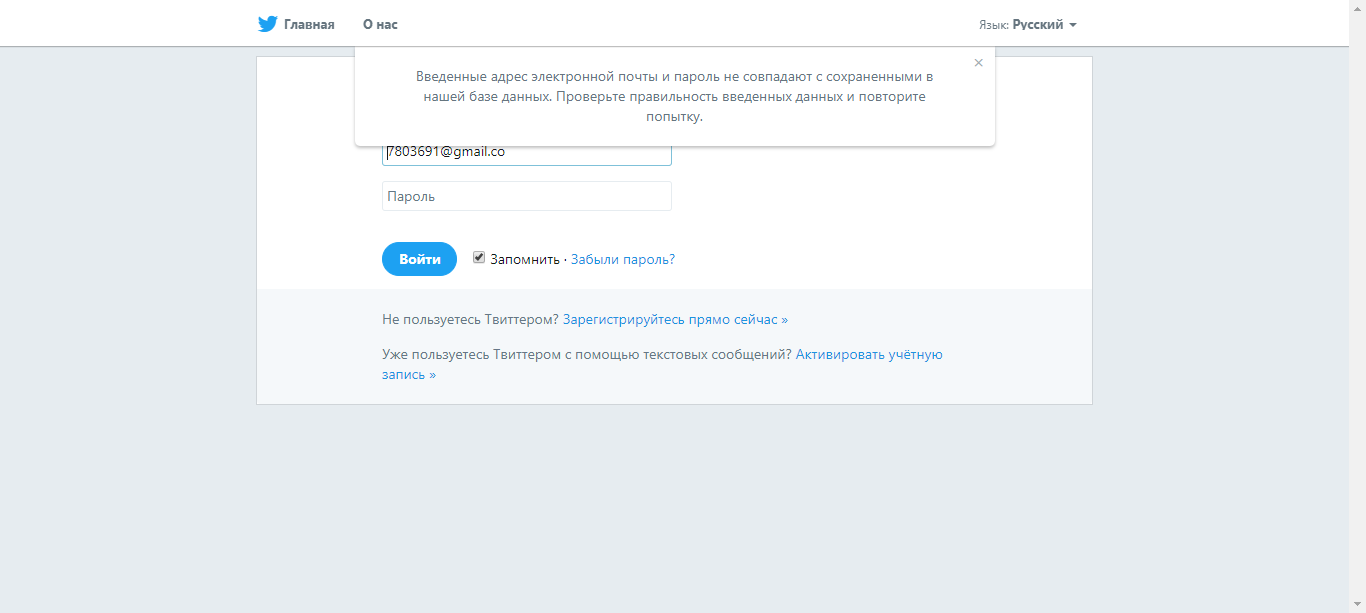 Главная О нас Язык: Русский
×
Введенные адрес электронной почты и пароль не совпадают с сохраненными в
нашей базе данных. Проверьте правильность введенных данных и повторите
попытку.
7803691@gmail.co
Пароль
Войти Запомнить · Забыли пароль?
Не пользуетесь Твиттером? Зарегистрируйтесь прямо сейчас »
Уже пользуетесь Твиттером с помощью текстовых сообщений? Активировать учётную
запись »